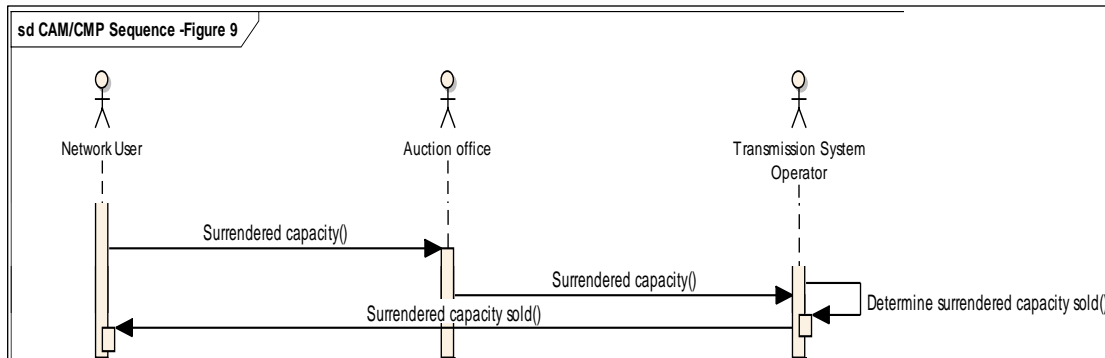 sd CAM/CMP Sequence -Figure 9
Network User
Auction office
Transmission System
Operator
Surrendered capacity()
Surrendered capacity()
Determine surrendered capacity sold()
Surrendered capacity sold()